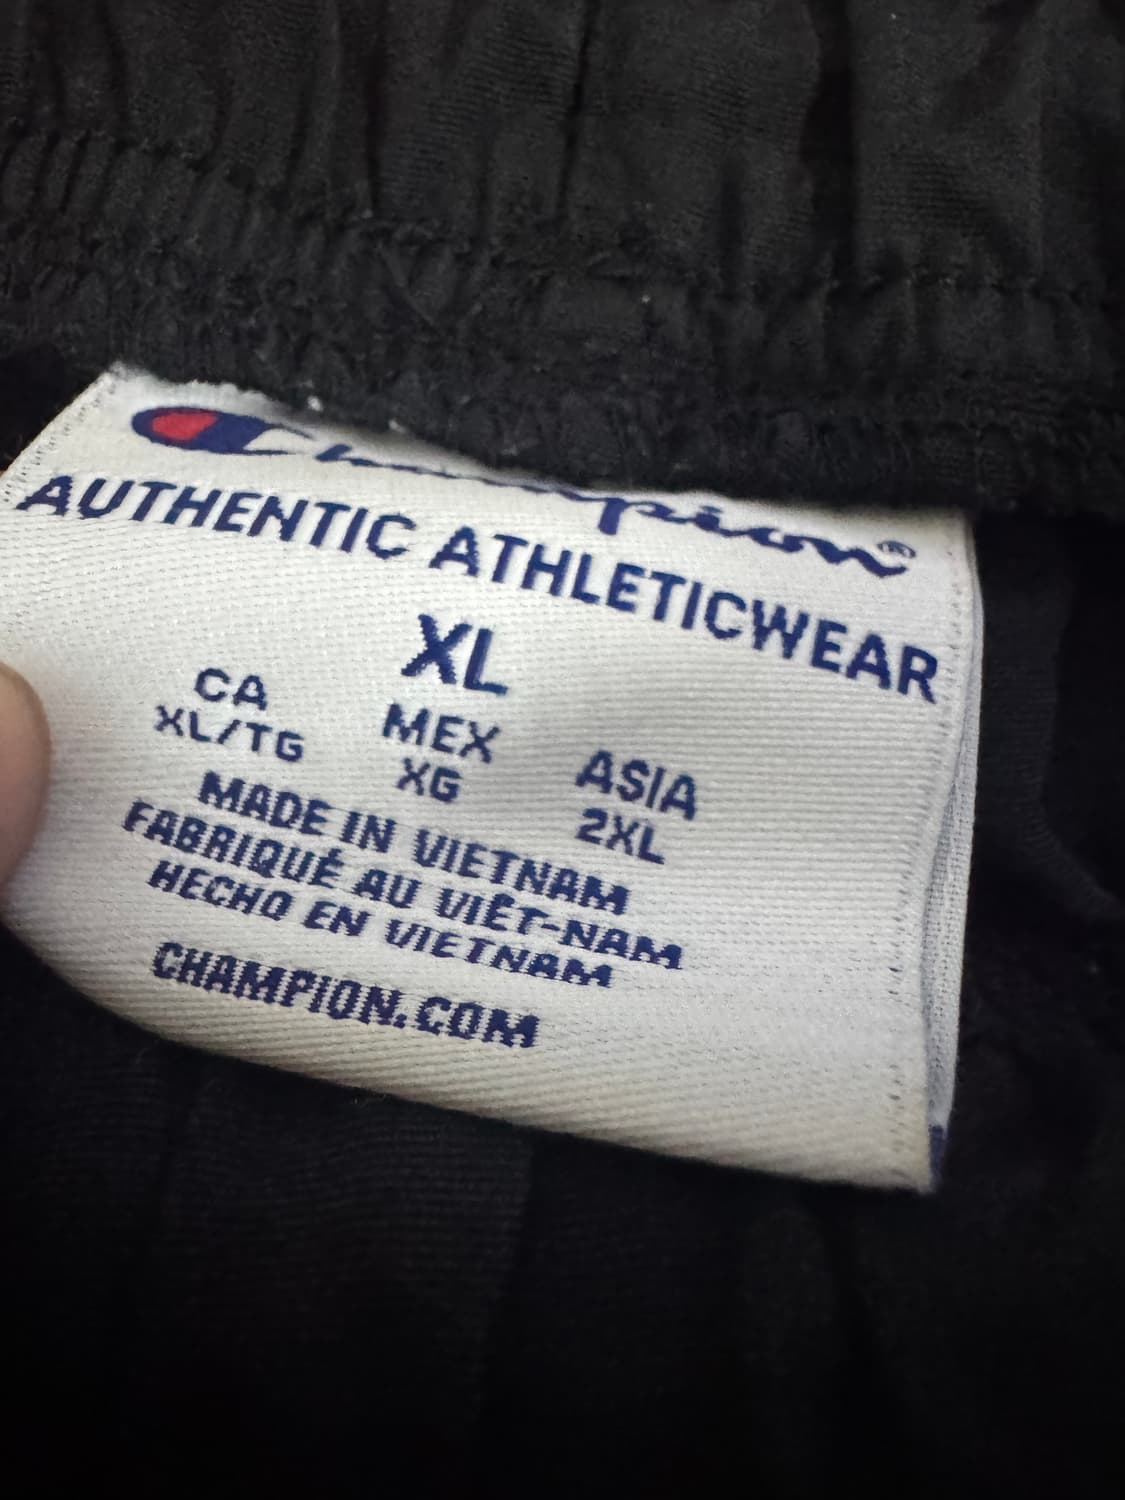 Champion®
AUTHENTIC ATHLETICWEAR
XL
CA MEX ASIA
XL/TG XG 2XL
MADE IN VIETNAM
FABRIQUÉ AU VIÊT-NAM
HECHO EN VIETNAM
CHAMPION.COM